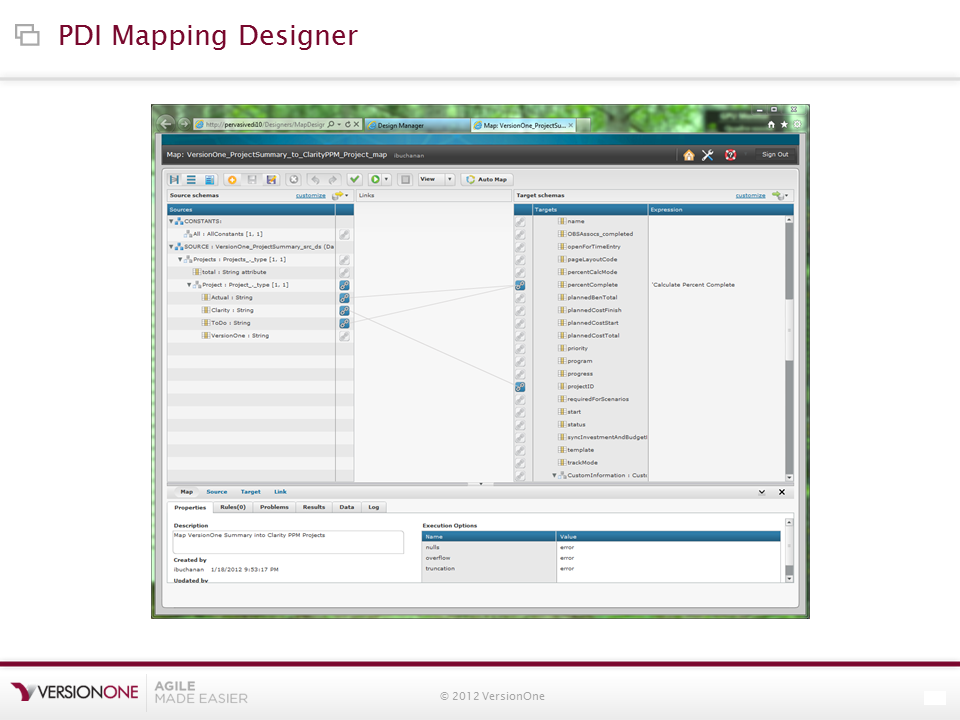 PDI Mapping Designer
http://pervasivedi10/Designers/MapDesign
Design Manager
Map: VersionOne_ProjectSu...
Map: VersionOne_ProjectSummary_to_ClarityPPM_Project_map ibuchanan
Sign Out
View
Auto Map
Source schemas customize
Links
Target schemas customize
Sources
Targets Expression
CONSTANTS:
All : AllConstants [1, 1]
SOURCE : VersionOne_ProjectSummary_src_ds (Da
Projects : Projects_._type [1, 1]
total : String attribute
Project : Project_._type [1, 1]
Actual : String
Clarity : String
ToDo : String
VersionOne : String
name
OBSAssocs_completed
openForTimeEntry
pageLayoutCode
percentCalcMode
percentComplete 'Calculate Percent Complete
plannedBenTotal
plannedCostFinish
plannedCostStart
plannedCostTotal
priority
program
progress
projectID
requiredForScenarios
start
status
syncInvestmentAndBudget
template
trackMode
CustomInformation : Cust
Map Source Target Link
Properties Rules(0) Problems Results Data Log
Description
Map VersionOne Summary into Clarity PPM Projects
Created by
ibuchanan 1/18/2012 9:53:17 PM
Updated by
Execution Options
Name Value
nulls error
overflow error
truncation error
VERSIONONE
AGILE
MADE EASIER
© 2012 VersionOne